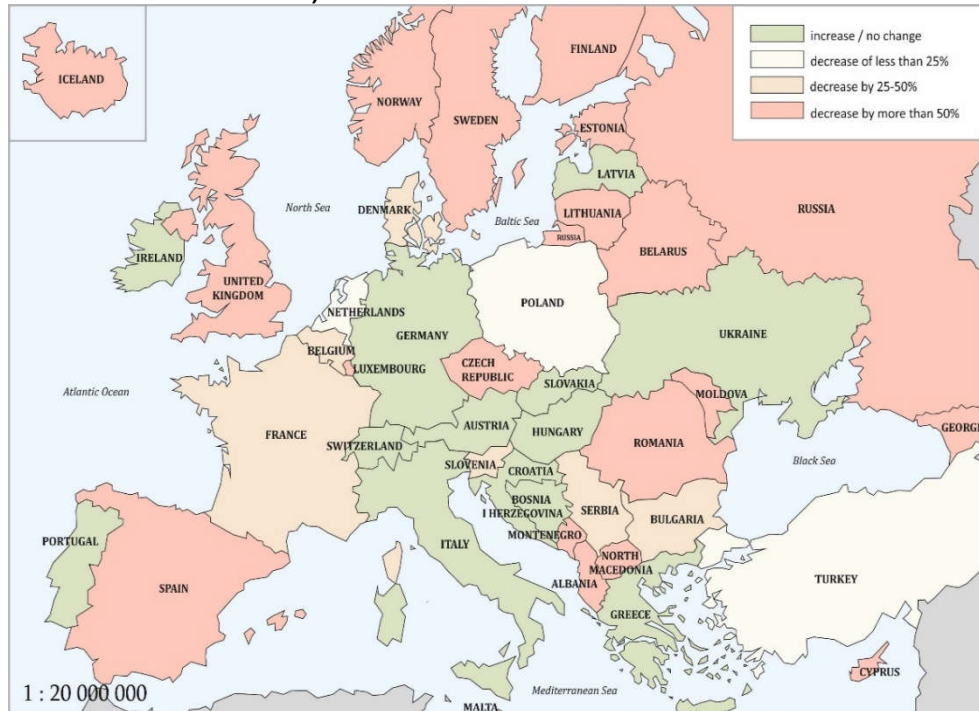 increase / no change
decrease of less than 25%
decrease by 25-50%
decrease by more than 50%
ICELAND
FINLAND
NORWAY
SWEDEN
ESTONIA
LATVIA
North Sea
DENMARK
Baltic Sea
LITHUANIA
RUSSIA
RUSSIA
BELARUS
IRELAND
UNITED
KINGDOM
NETHERLANDS
POLAND
GERMANY
UKRAINE
BELGIUM
LUXEMBOURG
CZECH
REPUBLIC
SLOVAKIA
Atlantic Ocean
MOLDOVA
AUSTRIA
HUNGARY
FRANCE
SWITZERLAND
ROMANIA
GEORG
SLOVENIA
CROATIA
Black Sea
BOSNIA
I HERZEGOVINA
SERBIA
BULGARIA
MONTENEGRO
PORTUGAL
ITALY
NORTH
MACEDONIA
ALBANIA
SPAIN
TURKEY
GREECE
CYPRUS
1 : 20 000 000
Mediterranean Sea
MALTA